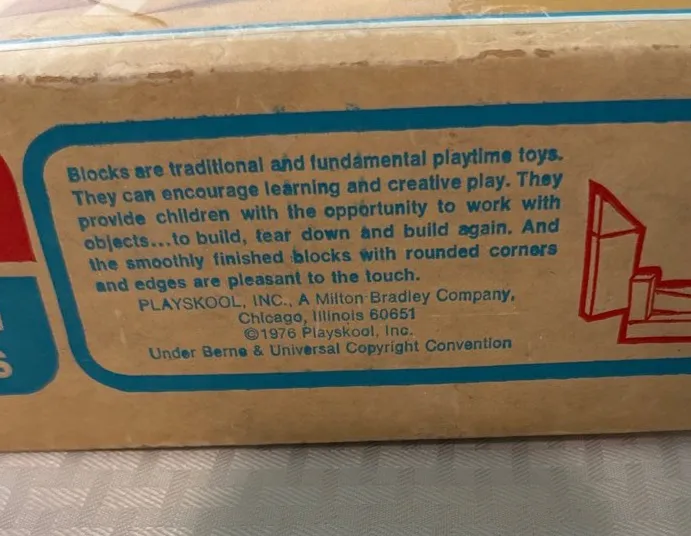 Blocks are traditional and fundamental playtime toys.
They can encourage learning and creative play. They
provide children with the opportunity to work with
objects...to build, tear down and build again. And
the smoothly finished blocks with rounded corners
and edges are pleasant to the touch.
PLAYSKOOL, INC., A Milton Bradley Company,
Chicago, Illinois 60651
©1976 Playskool, Inc.
Under Berne & Universal Copyright Convention